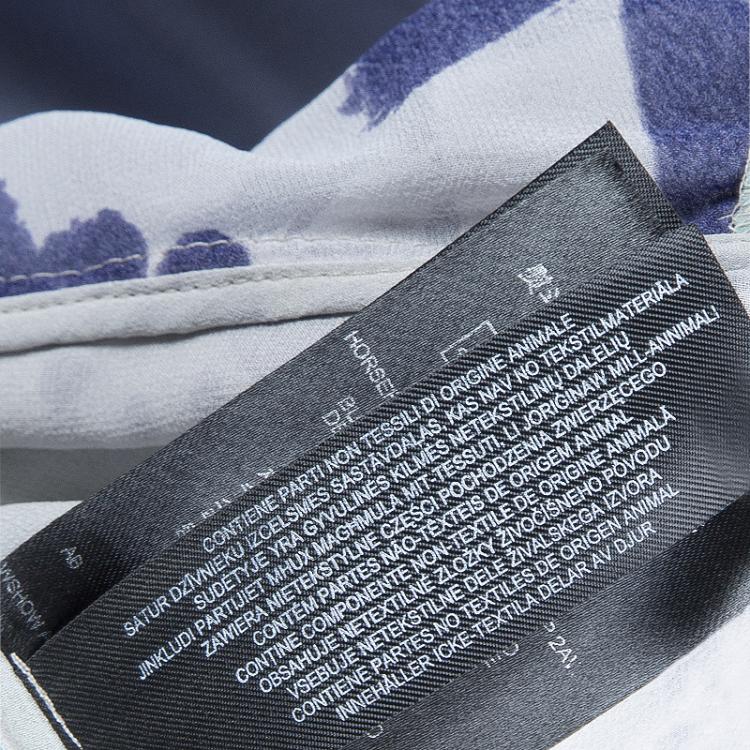 CONTIENE PARTI NON TESSILI DI ORIGINE ANIMALE
SATUR DZĪVNIEKU IZCELSMES SASTĀVDAĻAS, KAS NAV NO TEKSTILMATERIĀLA
SUDĖTYJE YRA GYVULINĖS KILMĖS NETEKSTILINIŲ DALELIŲ
JINKLUDI PARTIJIET MHUX MAGĦMULA MIT-TESSUTI, LI JORIĠINAW MILL-ANNIMALI
ZAWIERA NIETEKSTYLNE CZĘŚCI POCHODZENIA ZWIERZĘCEGO
CONTÉM PARTES NÃO-TÊXTEIS DE ORIGEM ANIMAL
CONTINE COMPONENTE NON-TEXTILE DE ORIGINE ANIMALĂ
OBSAHUJE NETEXTILNÉ ZLOŽKY ŽIVOČÍŠNEHO PÔVODU
VSEBUJE NETEKSTILNE DELE ŽIVALSKEGA IZVORA
CONTIENE PARTES NO TEXTILES DE ORIGEN ANIMAL
INNEHÅLLER ICKE-TEXTILA DELAR AV DJUR
AB